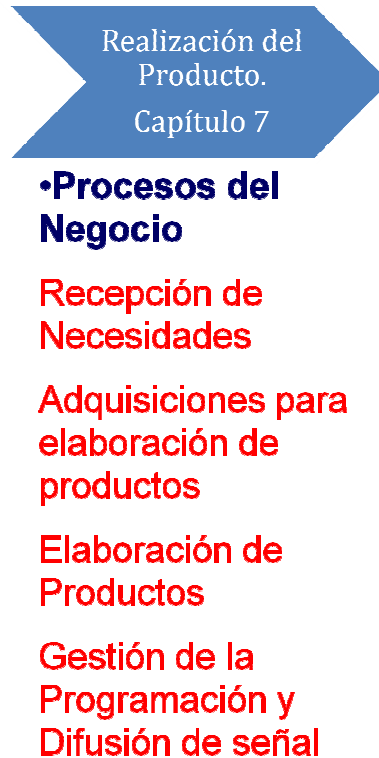 Realización del
Producto.
Capítulo 7
•Procesos del
Negocio
Recepción de
Necesidades
Adquisiciones para
elaboración de
productos
Elaboración de
Productos
Gestión de la
Programación y
Difusión de señal